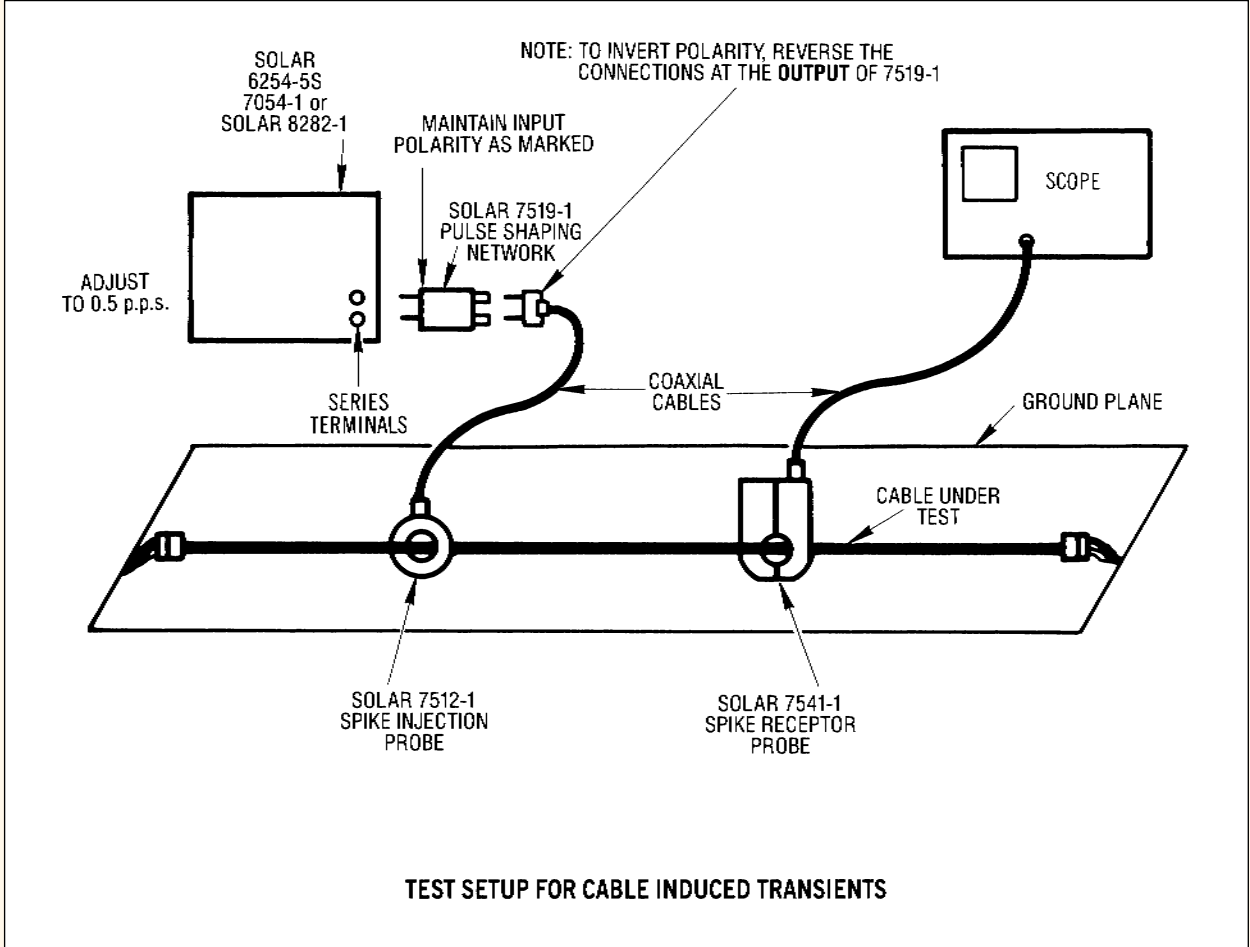 SOLAR
6254-5S
7054-1 or
SOLAR 8282-1
NOTE: TO INVERT POLARITY, REVERSE THE
CONNECTIONS AT THE OUTPUT OF 7519-1
MAINTAIN INPUT
POLARITY AS MARKED
SCOPE
SOLAR 7519-1
PULSE SHAPING
NETWORK
ADJUST
TO 0.5 p.p.s.
SERIES
TERMINALS
COAXIAL
CABLES
GROUND PLANE
CABLE UNDER
TEST
SOLAR 7512-1
SPIKE INJECTION
PROBE
SOLAR 7541-1
SPIKE RECEPTOR
PROBE
TEST SETUP FOR CABLE INDUCED TRANSIENTS